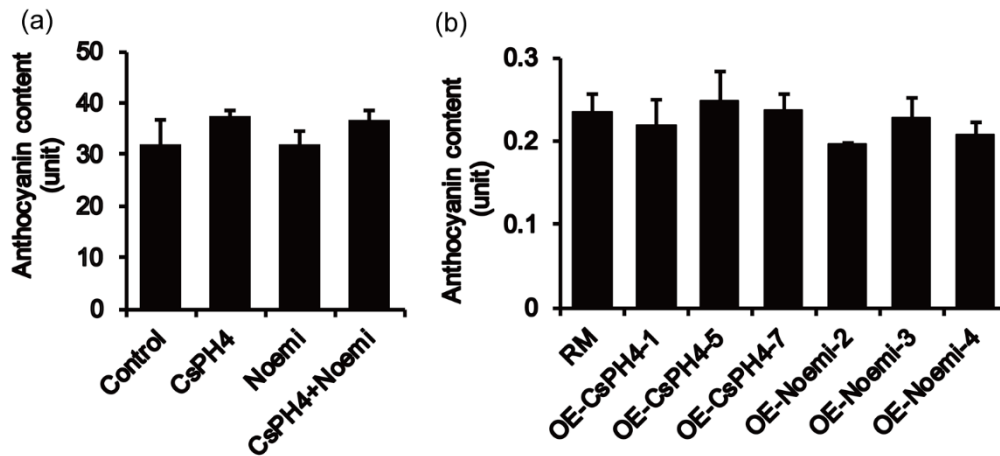 (a)
Anthocyanin content
(unit)
50
40
30
20
10
0
Control
CsPH4
Noemi
CsPH4+Noemi
(b)
Anthocyanin content
(unit)
0.3
0.2
0.1
0
RM
OE-CsPH4-1
OE-CsPH4-5
OE-CsPH4-7
OE-Noemi-2
OE-Noemi-3
OE-Noemi-4